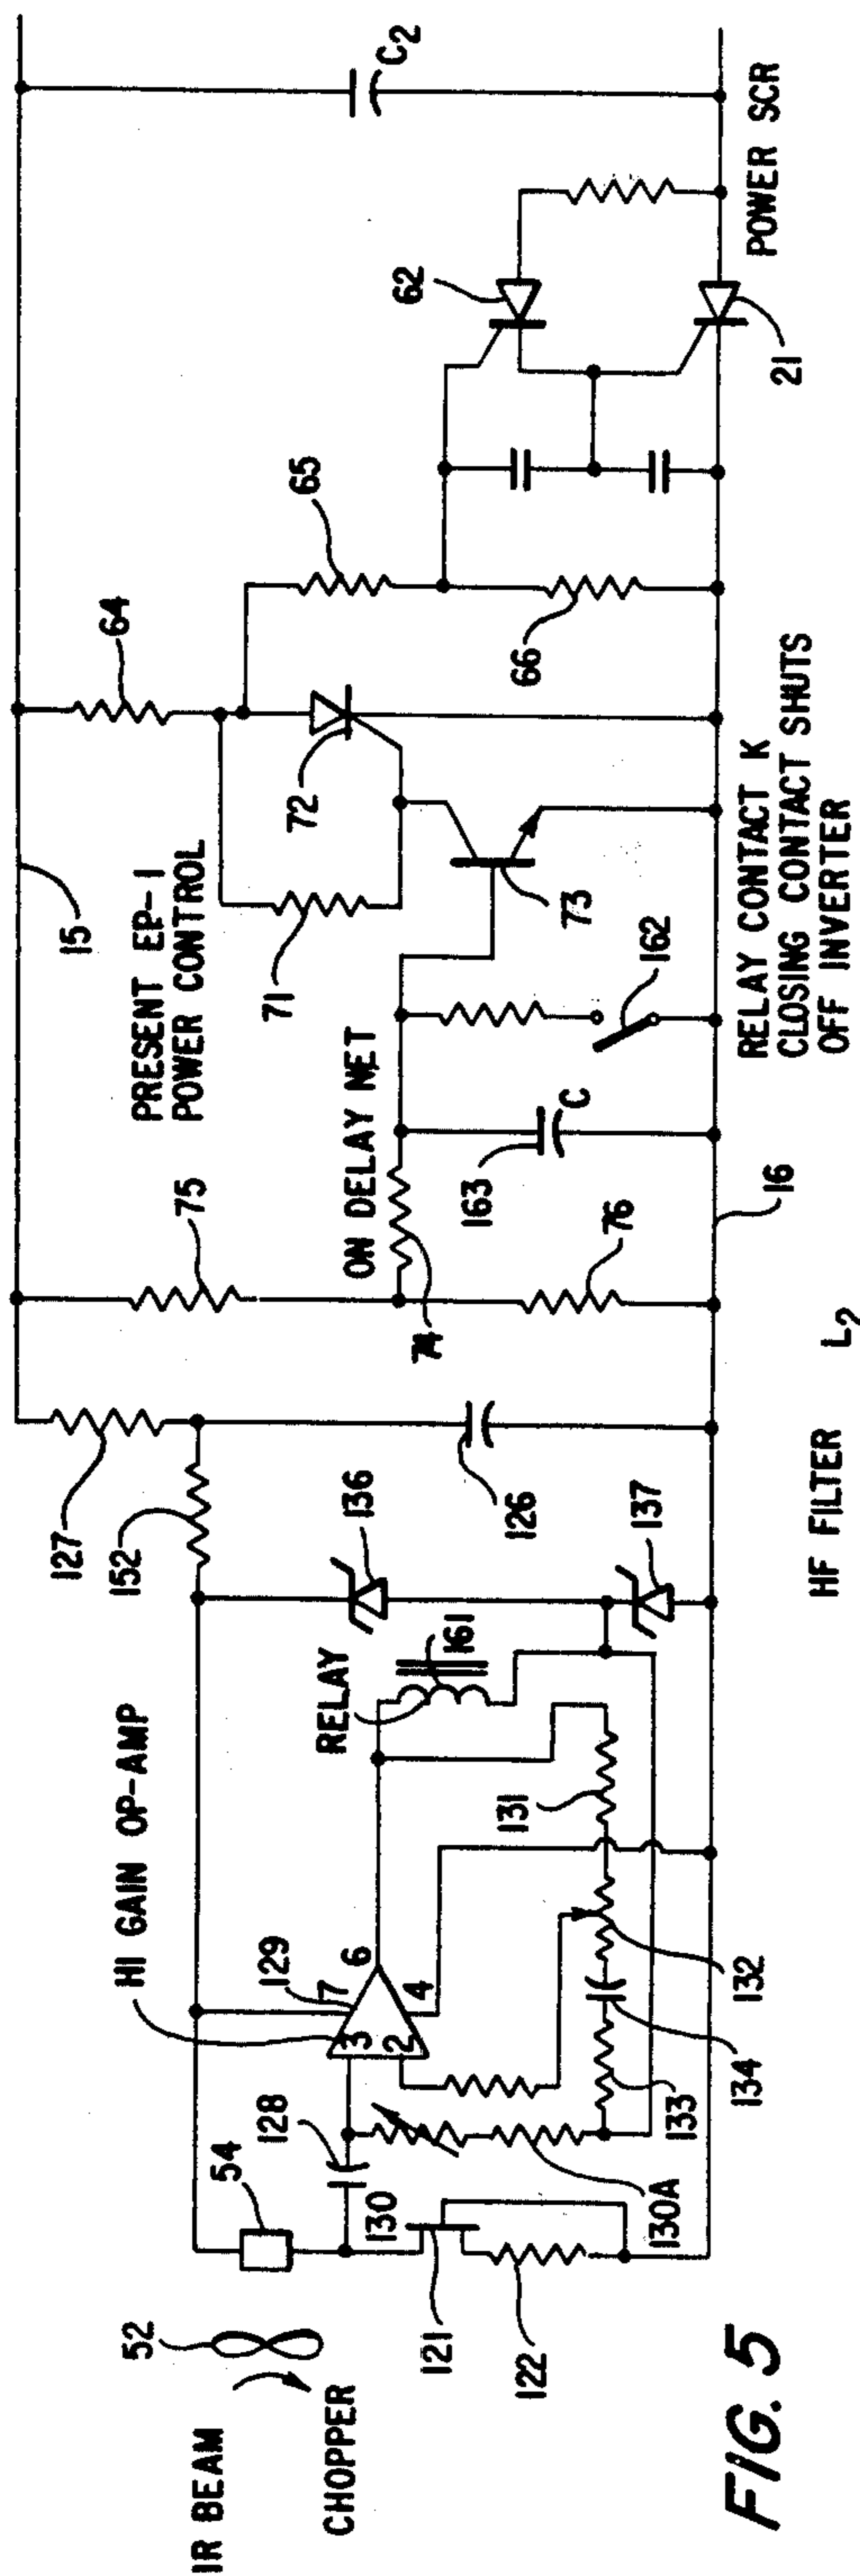 IR BEAM
CHOPPER
52
54
HI GAIN OP-AMP
129
7
3
2
6
4
128
130
130A
121
122
RELAY
161
131
132
133
134
127
152
136
137
126
75
76
74
ON DELAY NET
PRESENT EP-1
POWER CONTROL
15
64
71
72
73
65
66
163
C
162
RELAY CONTACT K
CLOSING CONTACT SHUTS
OFF INVERTER
16
62
21
POWER SCR
C2
HF FILTER
L2
FIG. 5